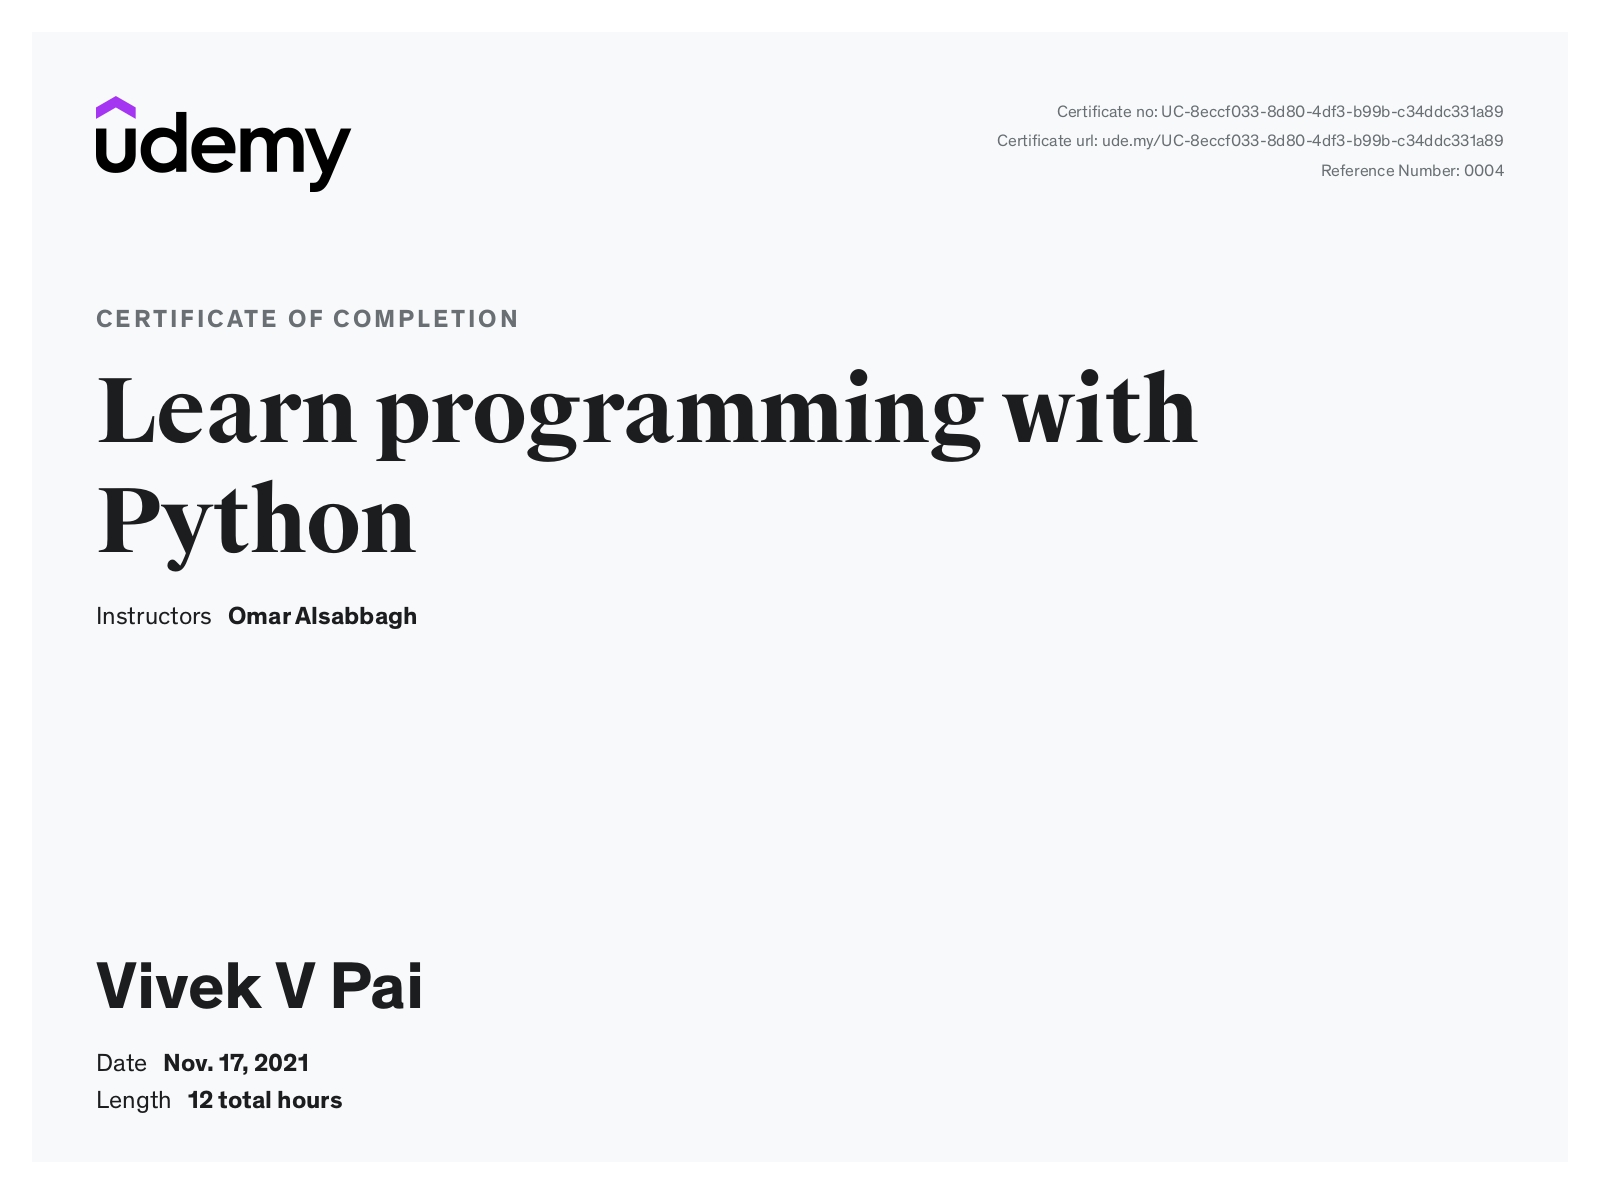 udemy
Certificate no: UC-8eccf033-8d80-4df3-b99b-c34ddc331a89
Certificate url: ude.my/UC-8eccf033-8d80-4df3-b99b-c34ddc331a89
Reference Number: 0004
CERTIFICATE OF COMPLETION
Learn programming with
Python
Instructors Omar Alsabbagh
Vivek V Pai
Date Nov. 17, 2021
Length 12 total hours